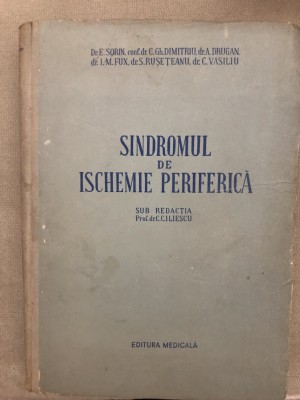 Dr. E. SORIN, conf. dr. C. Gh. DIMITRIU, dr. A. DRUGAN,
dr. I. M. FUX, dr. S. RUȘEȚEANU, dr. C. VASILIU
SINDROMUL
DE
ISCHEMIE PERIFERICĂ
SUB REDACȚIA
Prof. dr. C. C. ILIESCU
EDITURA MEDICALĂ